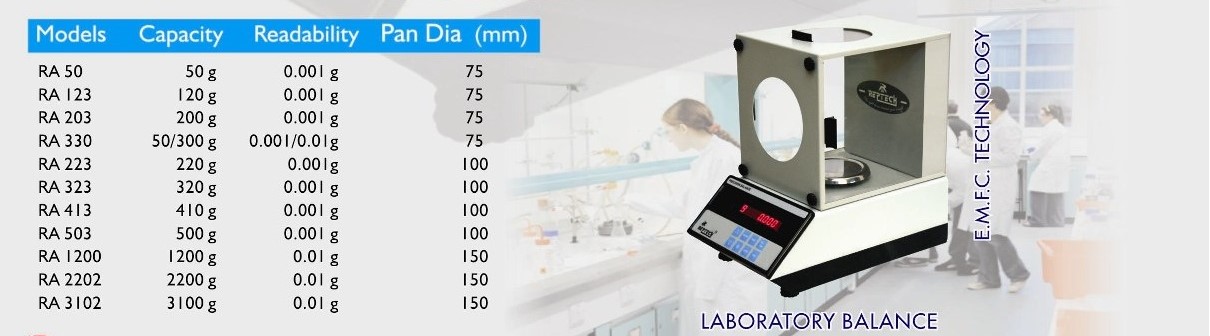 Models Capacity Readability Pan Dia (mm)
RA 50 50 g 0.001 g 75
RA 123 120 g 0.001 g 75
RA 203 200 g 0.001 g 75
RA 330 50/300 g 0.001/0.01g 75
RA 223 220 g 0.001g 100
RA 323 320 g 0.001 g 100
RA 413 410 g 0.001 g 100
RA 503 500 g 0.001 g 100
RA 1200 1200 g 0.01 g 150
RA 2202 2200 g 0.01 g 150
RA 3102 3100 g 0.01 g 150
E.M.F.C. TECHNOLOGY
9 0.000
LABORATORY BALANCE